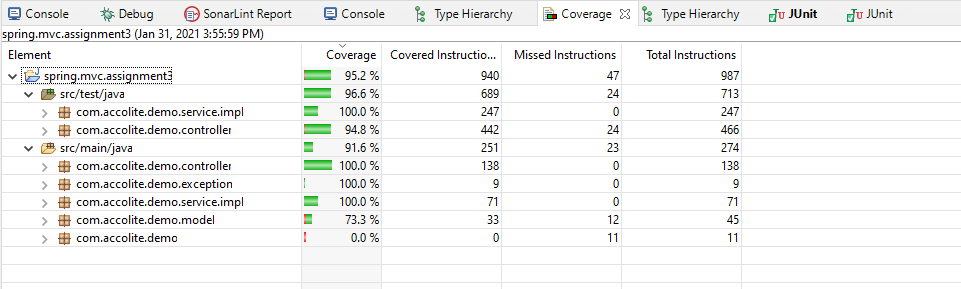 Console Debug SonarLint Report Console Type Hierarchy Coverage Type Hierarchy JUnit JUnit
spring.mvc.assignment3 (Jan 31, 2021 3:55:59 PM)
Element Coverage Covered Instructio... Missed Instructions Total Instructions
spring.mvc.assignment3 95.2 % 940 47 987
src/test/java 96.6 % 689 24 713
com.accolite.demo.service.impl 100.0 % 247 0 247
com.accolite.demo.controller 94.8 % 442 24 466
src/main/java 91.6 % 251 23 274
com.accolite.demo.controller 100.0 % 138 0 138
com.accolite.demo.exception 100.0 % 9 0 9
com.accolite.demo.service.impl 100.0 % 71 0 71
com.accolite.demo.model 73.3 % 33 12 45
com.accolite.demo 0.0 % 0 11 11